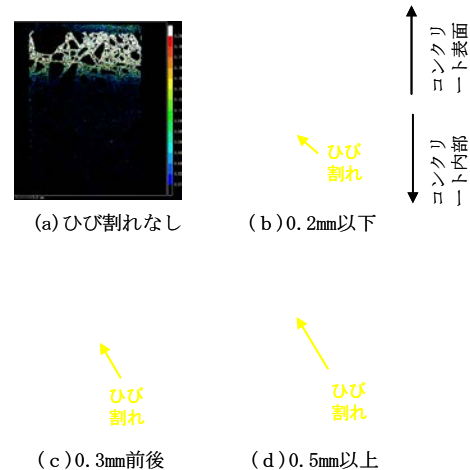 コンクリート表面
コンクリート内部
ひび
割れ
(a)ひび割れなし
(b)0.2mm以下
ひび
割れ
ひび
割れ
(c)0.3mm前後
(d)0.5mm以上